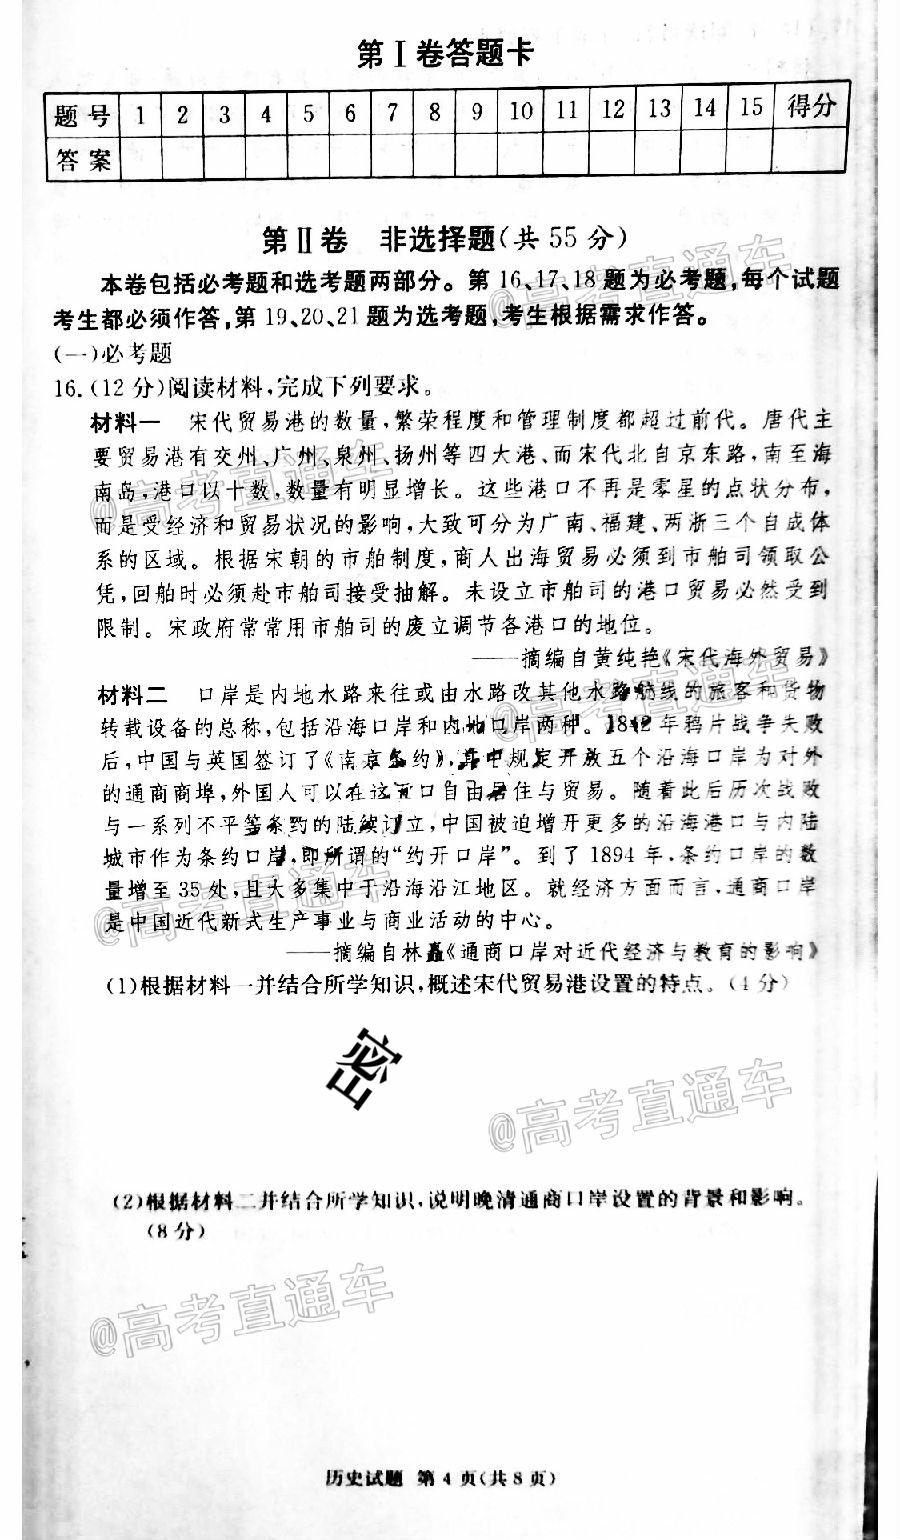 第Ⅰ卷答题卡
题号 1 2 3 4 5 6 7 8 9 10 11 12 13 14 15 得分
答案
第Ⅱ卷 非选择题(共55分)
本卷包括必考题和选考题两部分。第16、17、18题为必考题,每个试题
考生都必须作答,第19、20、21题为选考题,考生根据需求作答。
(一)必考题
16.(12分)阅读材料,完成下列要求。
材料一 宋代贸易港的数量,繁荣程度和管理制度都超过前代。唐代主
要贸易港有交州、广州、泉州、扬州等四大港、而宋代北自京东路,南至海
南岛,港口以十数,数量有明显增长。这些港口不再是零星的点状分布,
而是受经济和贸易状况的影响,大致可分为广南、福建、两浙三个自成体
系的区域。根据宋朝的市舶制度,商人出海贸易必须到市舶司领取公
凭,回舶时必须赴市舶司接受抽解。未设立市舶司的港口贸易必然受到
限制。宋政府常常用市舶司的废立调节各港口的地位。
——摘编自黄纯艳《宋代海外贸易》
材料二 口岸是内地水路来往或由水路改其他水路航线的旅客和货物
转载设备的总称,包括沿海口岸和内地口岸两种。1842年鸦片战争失败
后,中国与英国签订了《南京条约》,其中规定开放五个沿海口岸为对外
的通商商埠,外国人可以在这五口自由居住与贸易。随着此后历次战败
与一系列不平等条约的陆续订立,中国被迫增开更多的沿海港口与内陆
城市作为条约口岸,即所谓的“约开口岸”。到了1894年,条约口岸的数
量增至35处,且大多集中于沿海沿江地区。就经济方面而言,通商口岸
是中国近代新式生产事业与商业活动的中心。
——摘编自林矗《通商口岸对近代经济与教育的影响》
(1)根据材料一并结合所学知识,概述宋代贸易港设置的特点。(4分)
密
(2)根据材料二并结合所学知识,说明晚清通商口岸设置的背景和影响。
(8分)
历史试题 第4页(共8页)
@高考直通车
@高考直通车
@高考直通车
@高考直通车
@高考直通车
@高考直通车